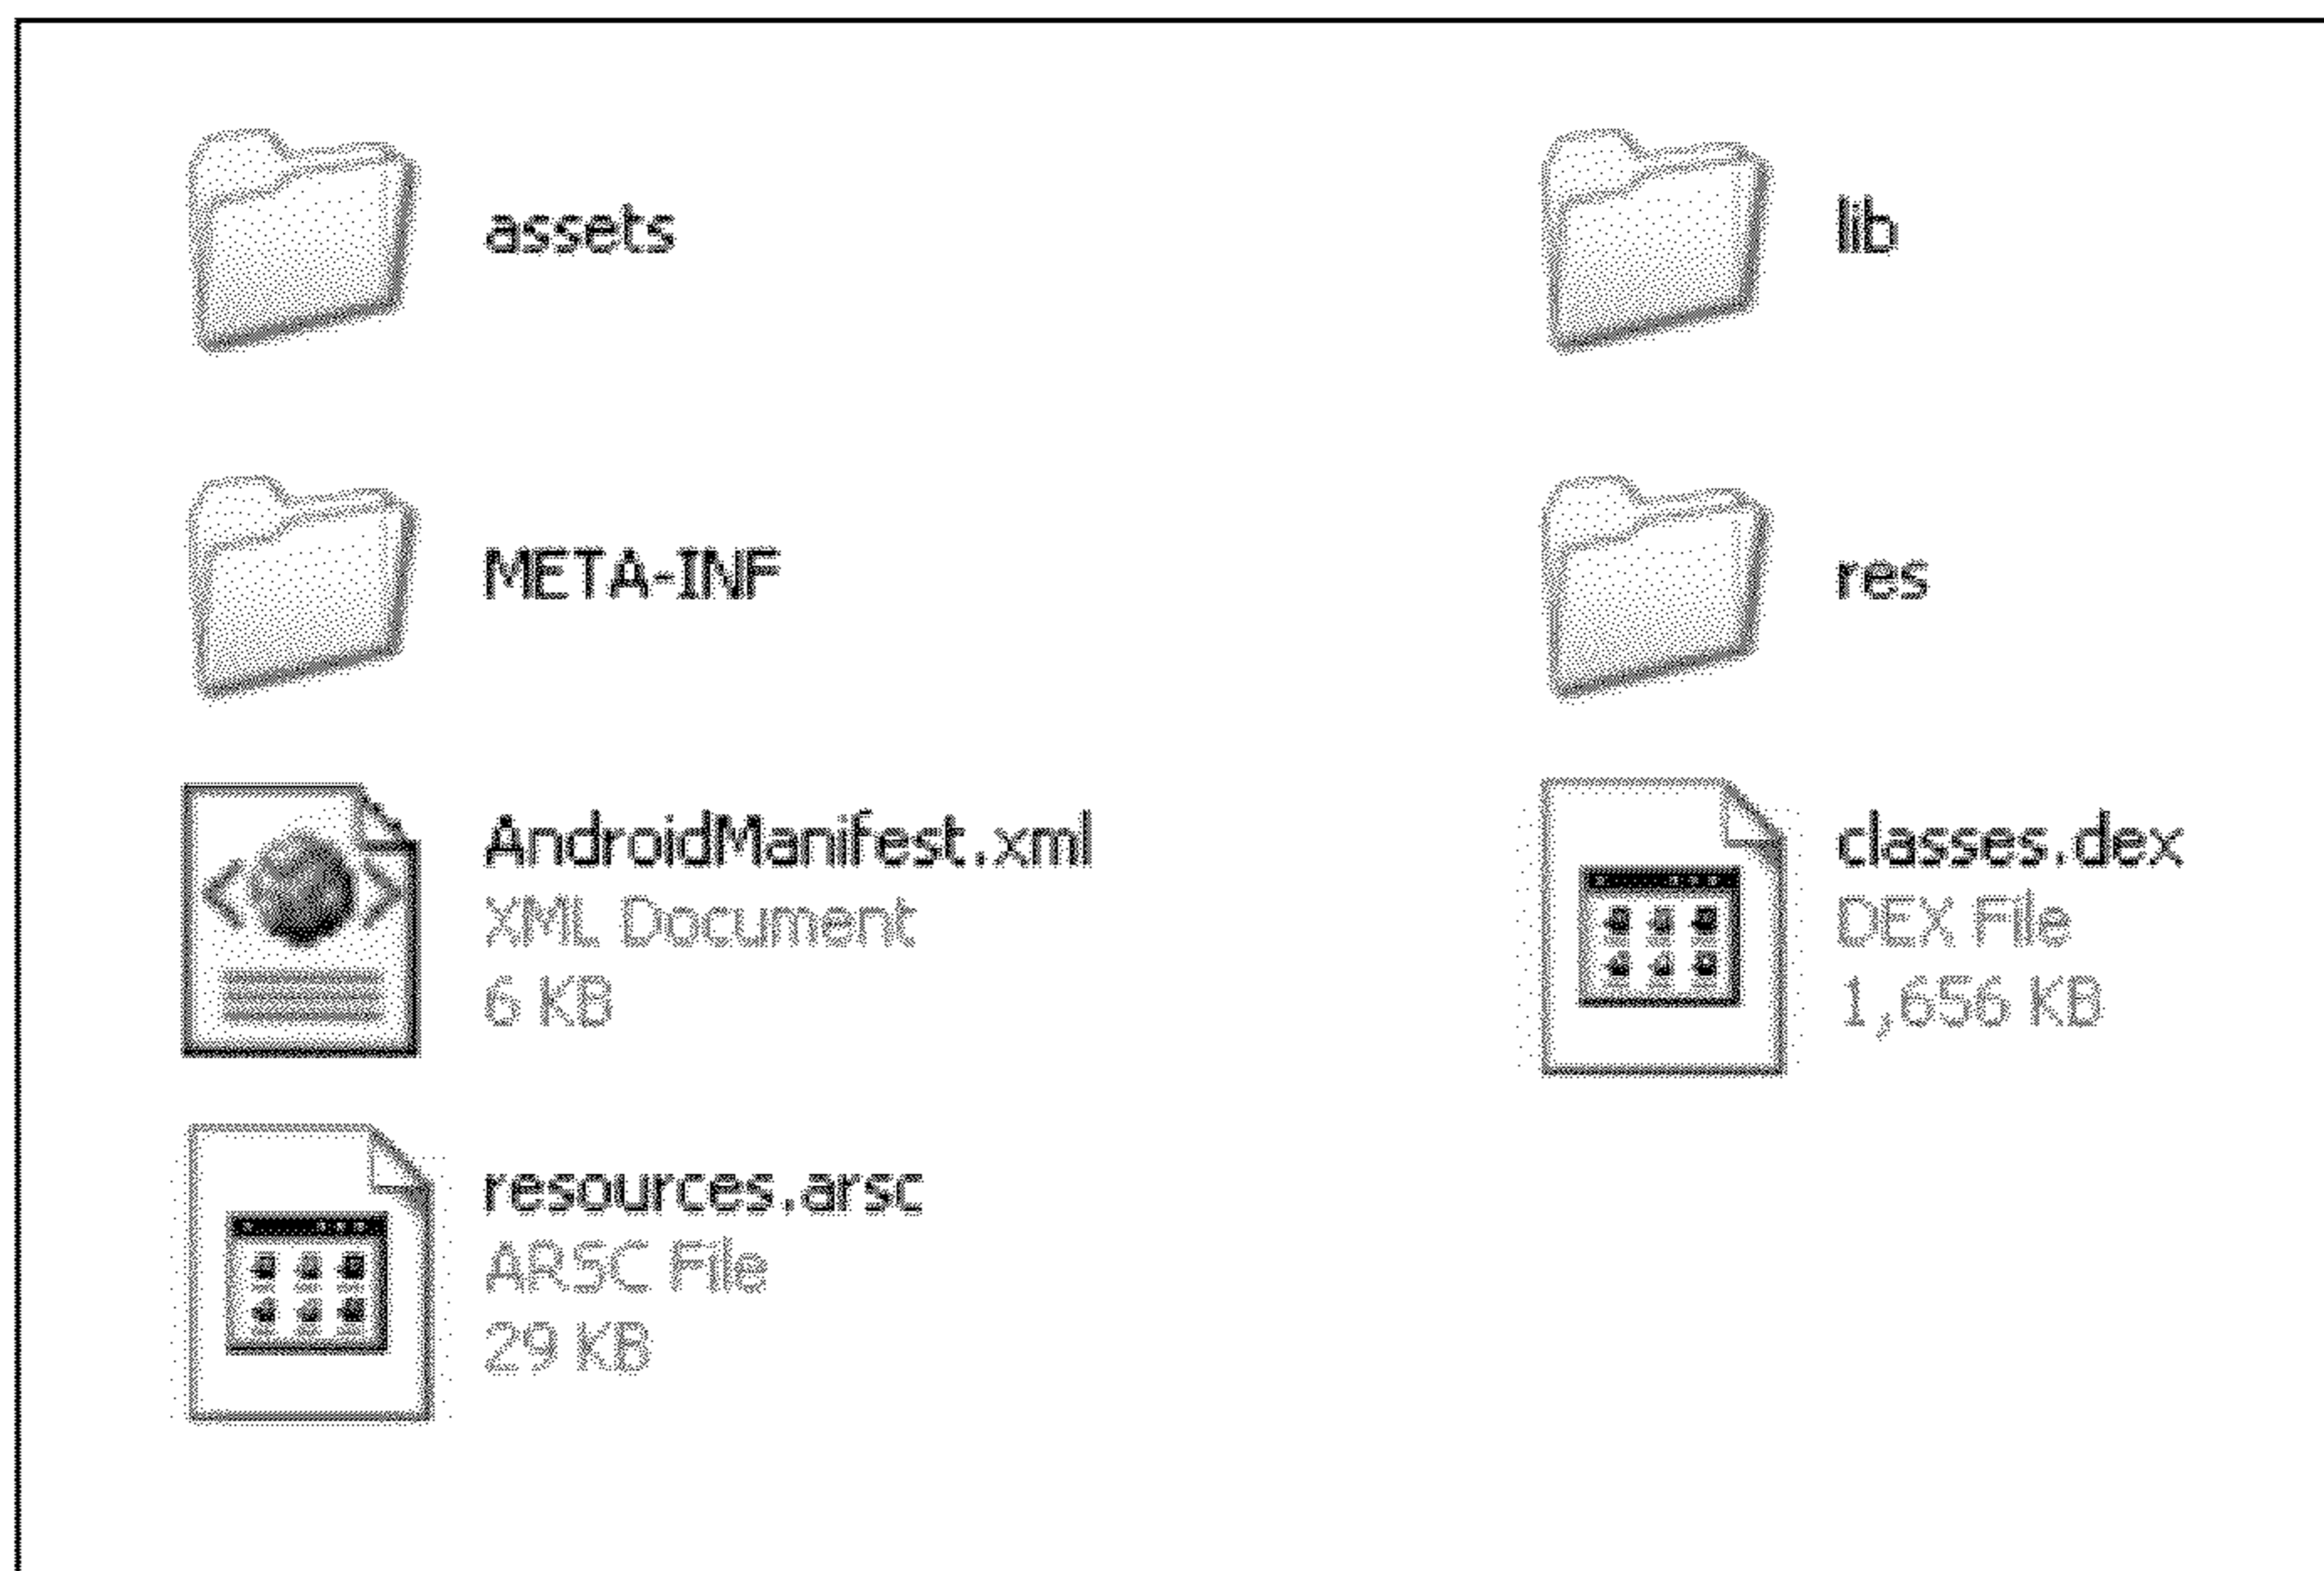 assets
lib
META-INF
res
AndroidManifest.xml
XML Document
6 KB
classes.dex
DEX File
1,656 KB
resources.arsc
ARSC File
29 KB